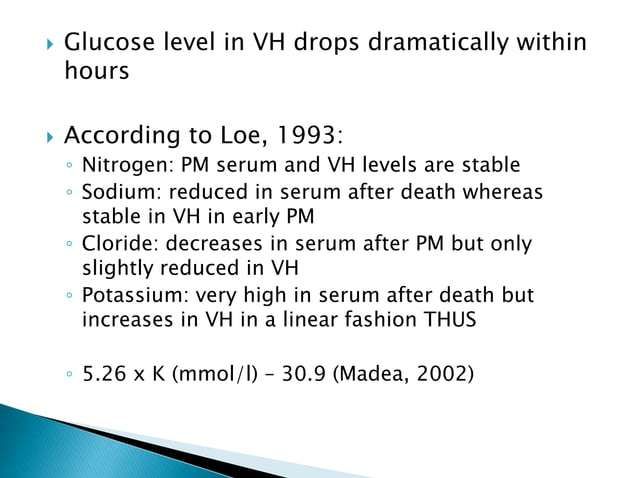 Glucose level in VH drops dramatically within
hours
According to Loe, 1993:
Nitrogen: PM serum and VH levels are stable
Sodium: reduced in serum after death whereas
stable in VH in early PM
Cloride: decreases in serum after PM but only
slightly reduced in VH
Potassium: very high in serum after death but
increases in VH in a linear fashion THUS
5.26 x K (mmol/l) – 30.9 (Madea, 2002)